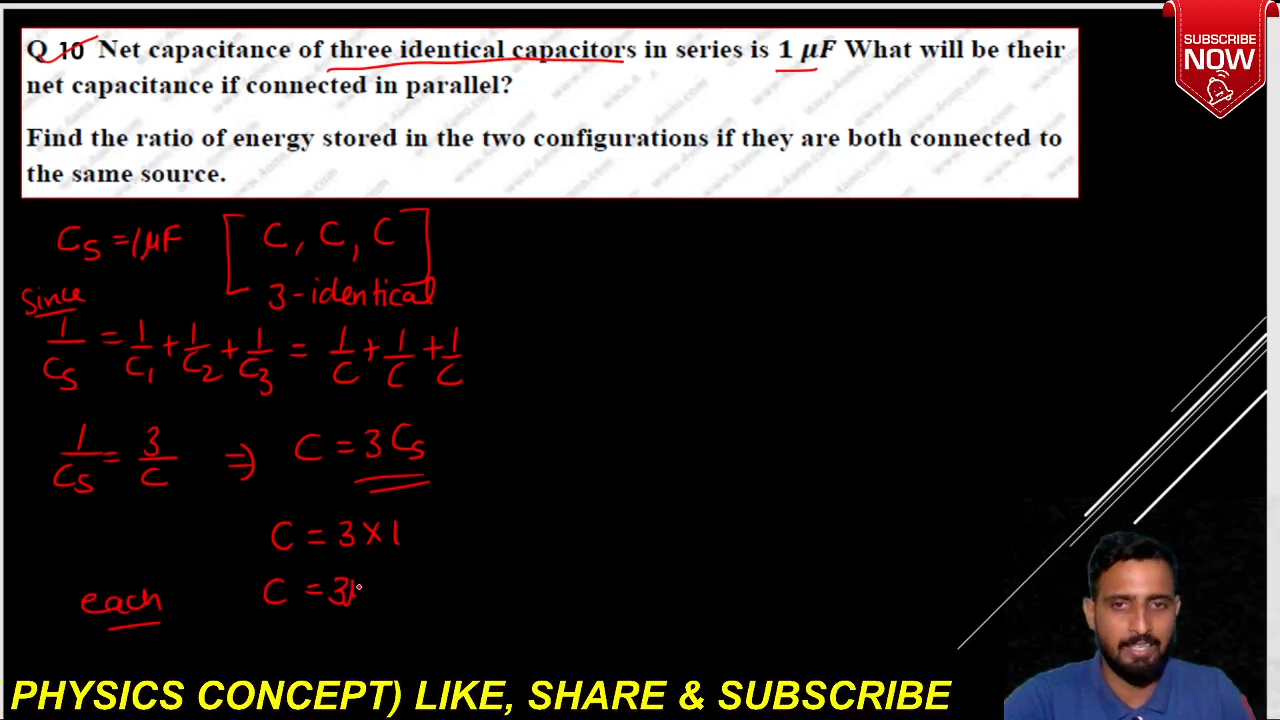 Q 10 Net capacitance of three identical capacitors in series is 1 μF What will be their
net capacitance if connected in parallel?
Find the ratio of energy stored in the two configurations if they are both connected to
the same source.
SUBSCRIBE
NOW
CS = 1μF [ C, C, C ]
3-identical
Since
1/CS = 1/C1 + 1/C2 + 1/C3 = 1/C + 1/C + 1/C
1/CS = 3/C ⇒ C = 3CS
C = 3 × 1
each C = 3
PHYSICS CONCEPT) LIKE, SHARE & SUBSCRIBE